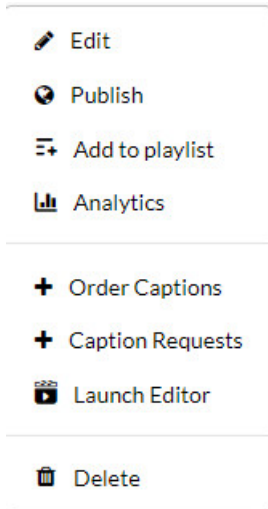 Edit
Publish
Add to playlist
Analytics
Order Captions
Caption Requests
Launch Editor
Delete